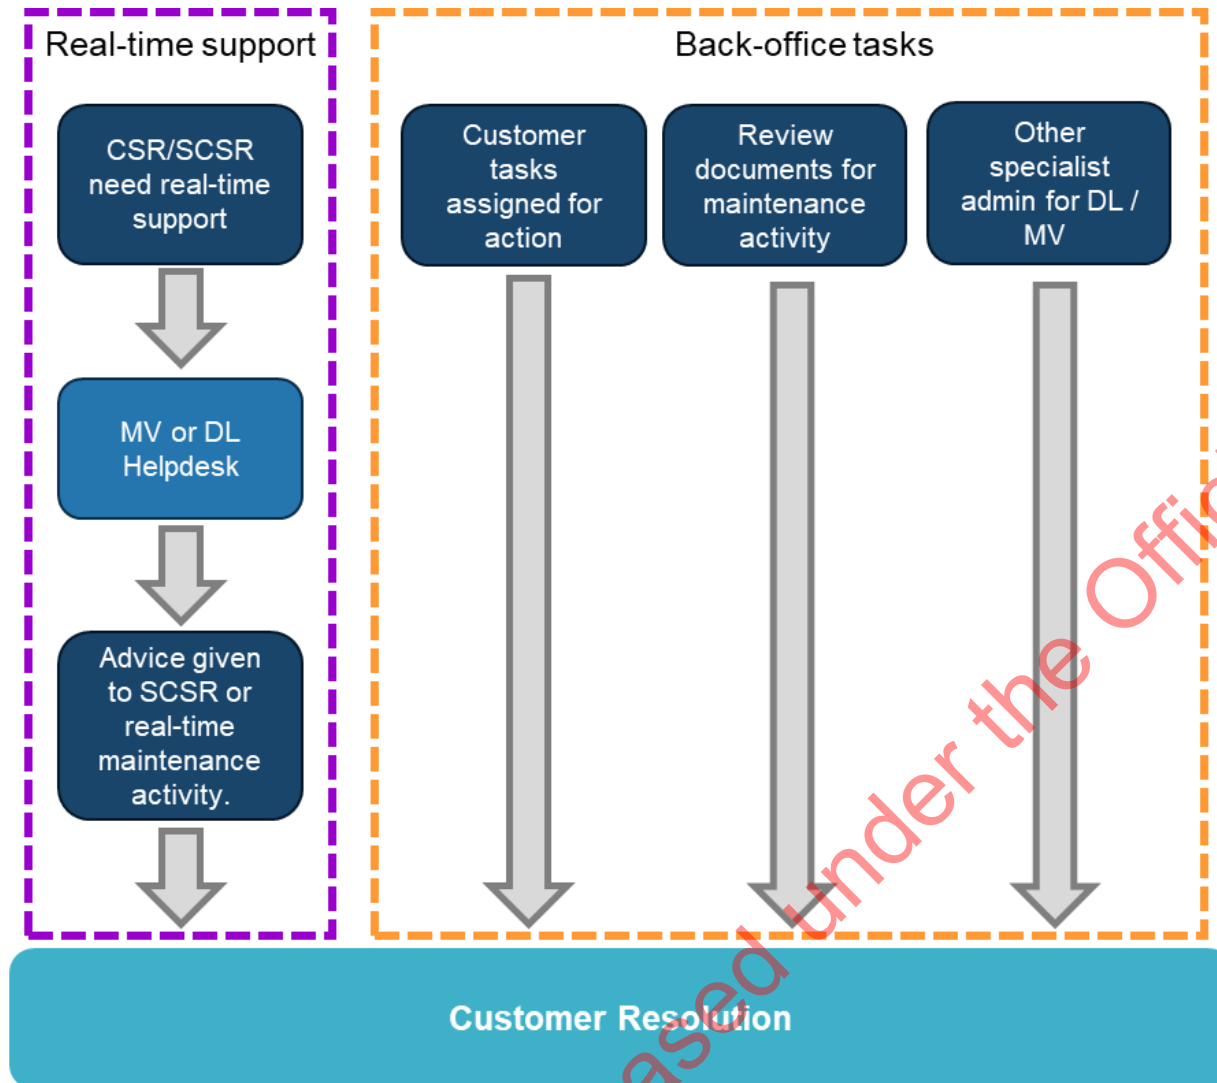 Real-time support
CSR/SCSR
need real-time
support
MV or DL
Helpdesk
Advice given
to SCSR or
real-time
maintenance
activity.
Back-office tasks
Customer
tasks
assigned for
action
Review
documents for
maintenance
activity
Other
specialist
admin for DL /
MV
Customer Resolution
under the